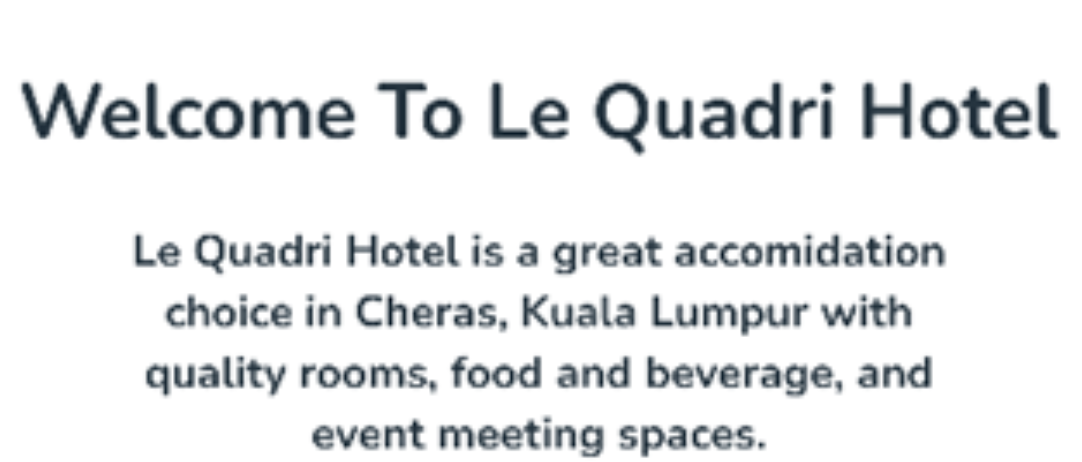 Welcome To Le Quadri Hotel
Le Quadri Hotel is a great accomidation
choice in Cheras, Kuala Lumpur with
quality rooms, food and beverage, and
event meeting spaces.